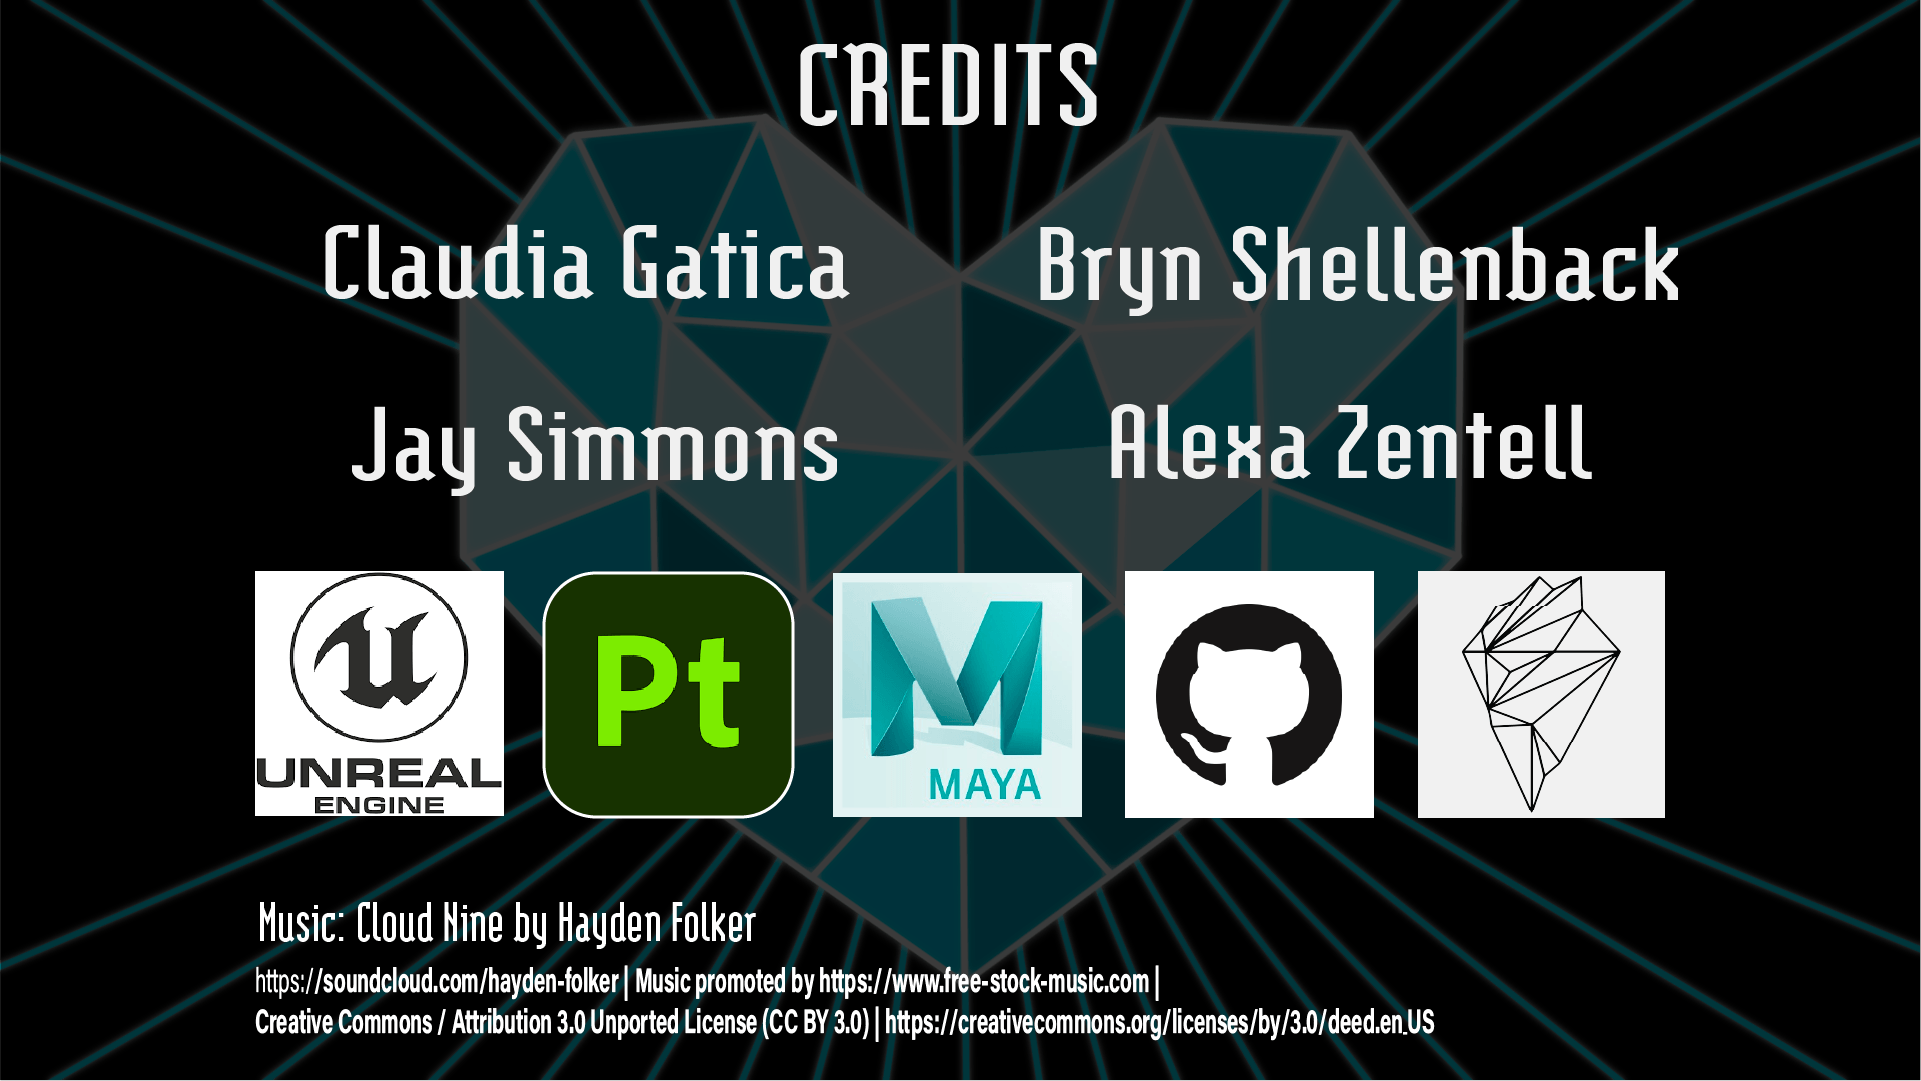 CREDITS
Claudia Gatica
Bryn Shellenback
Jay Simmons
Alexa Zentell
UNREAL
ENGINE
Pt
M
MAYA
Music: Cloud Nine by Hayden Folker
https://soundcloud.com/hayden-folker | Music promoted by https://www.free-stock-music.com |
Creative Commons / Attribution 3.0 Unported License (CC BY 3.0) | https://creativecommons.org/licenses/by/3.0/deed.en_US